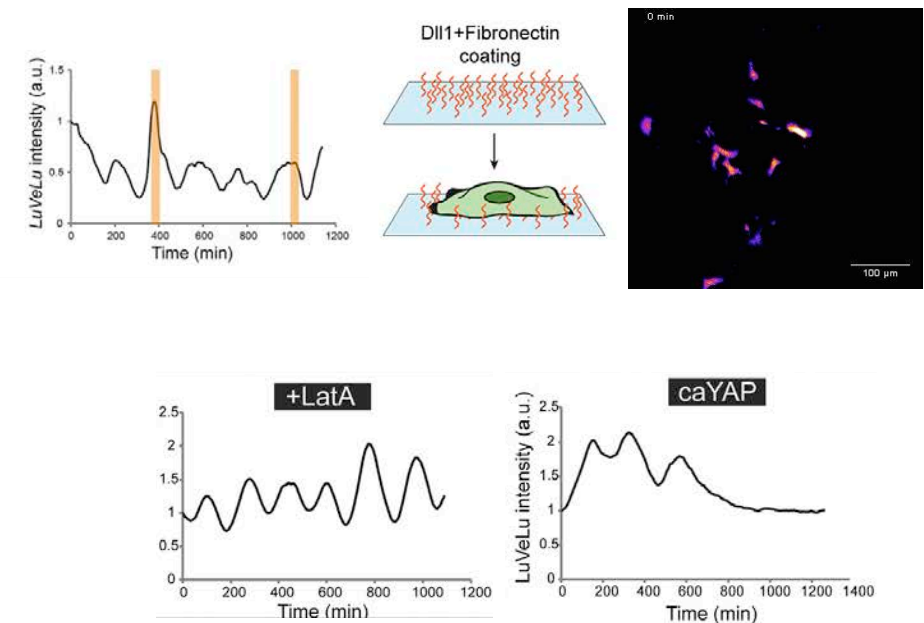 LuVeLu intensity (a.u.)
1.5
1
0.5
0
0 200 400 600 800 1000 1200
Time (min)
Dll1+Fibronectin
coating
0 min
100 µm
+LatA
2.5
2
1.5
1
0.5
0
0 200 400 600 800 1000 1200
Time (min)
caYAP
LuVeLu intensity (a.u.)
2.5
2
1.5
1
0.5
0
0 200 400 600 800 1000 1200 1400
Time (min)